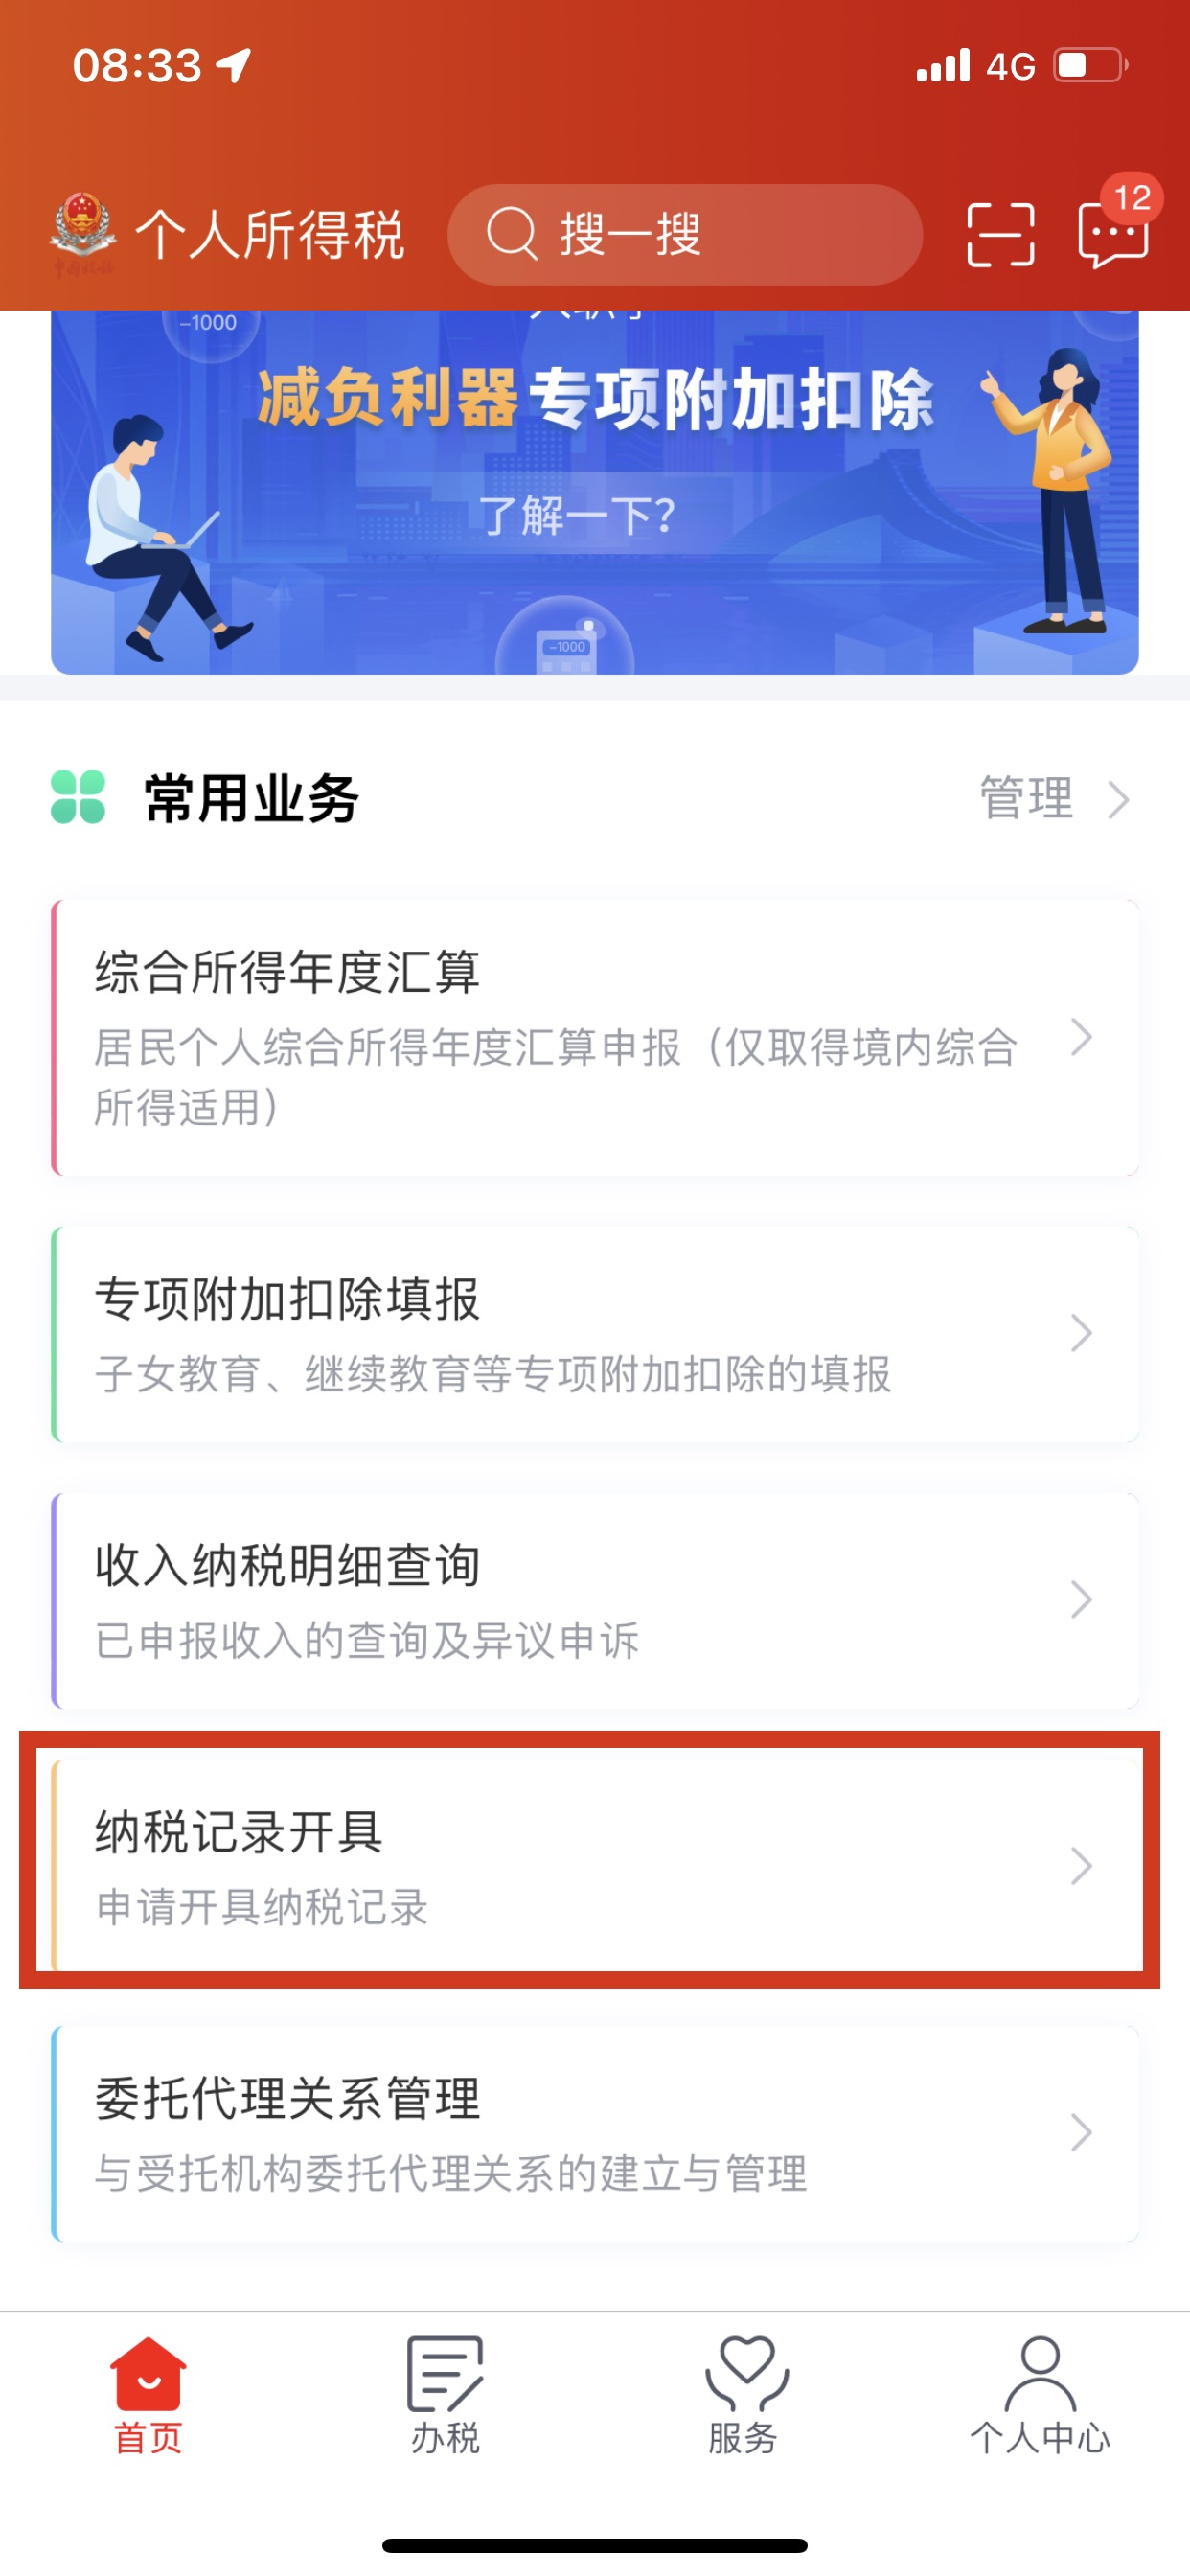 08:33
4G
12
个人所得税
搜一搜
-1000
减负利器专项附加扣除
了解一下?
-1000
常用业务
管理
综合所得年度汇算
居民个人综合所得年度汇算申报（仅取得境内综合
所得适用）
专项附加扣除填报
子女教育、继续教育等专项附加扣除的填报
收入纳税明细查询
已申报收入的查询及异议申诉
纳税记录开具
申请开具纳税记录
委托代理关系管理
与受托机构委托代理关系的建立与管理
首页
办税
服务
个人中心